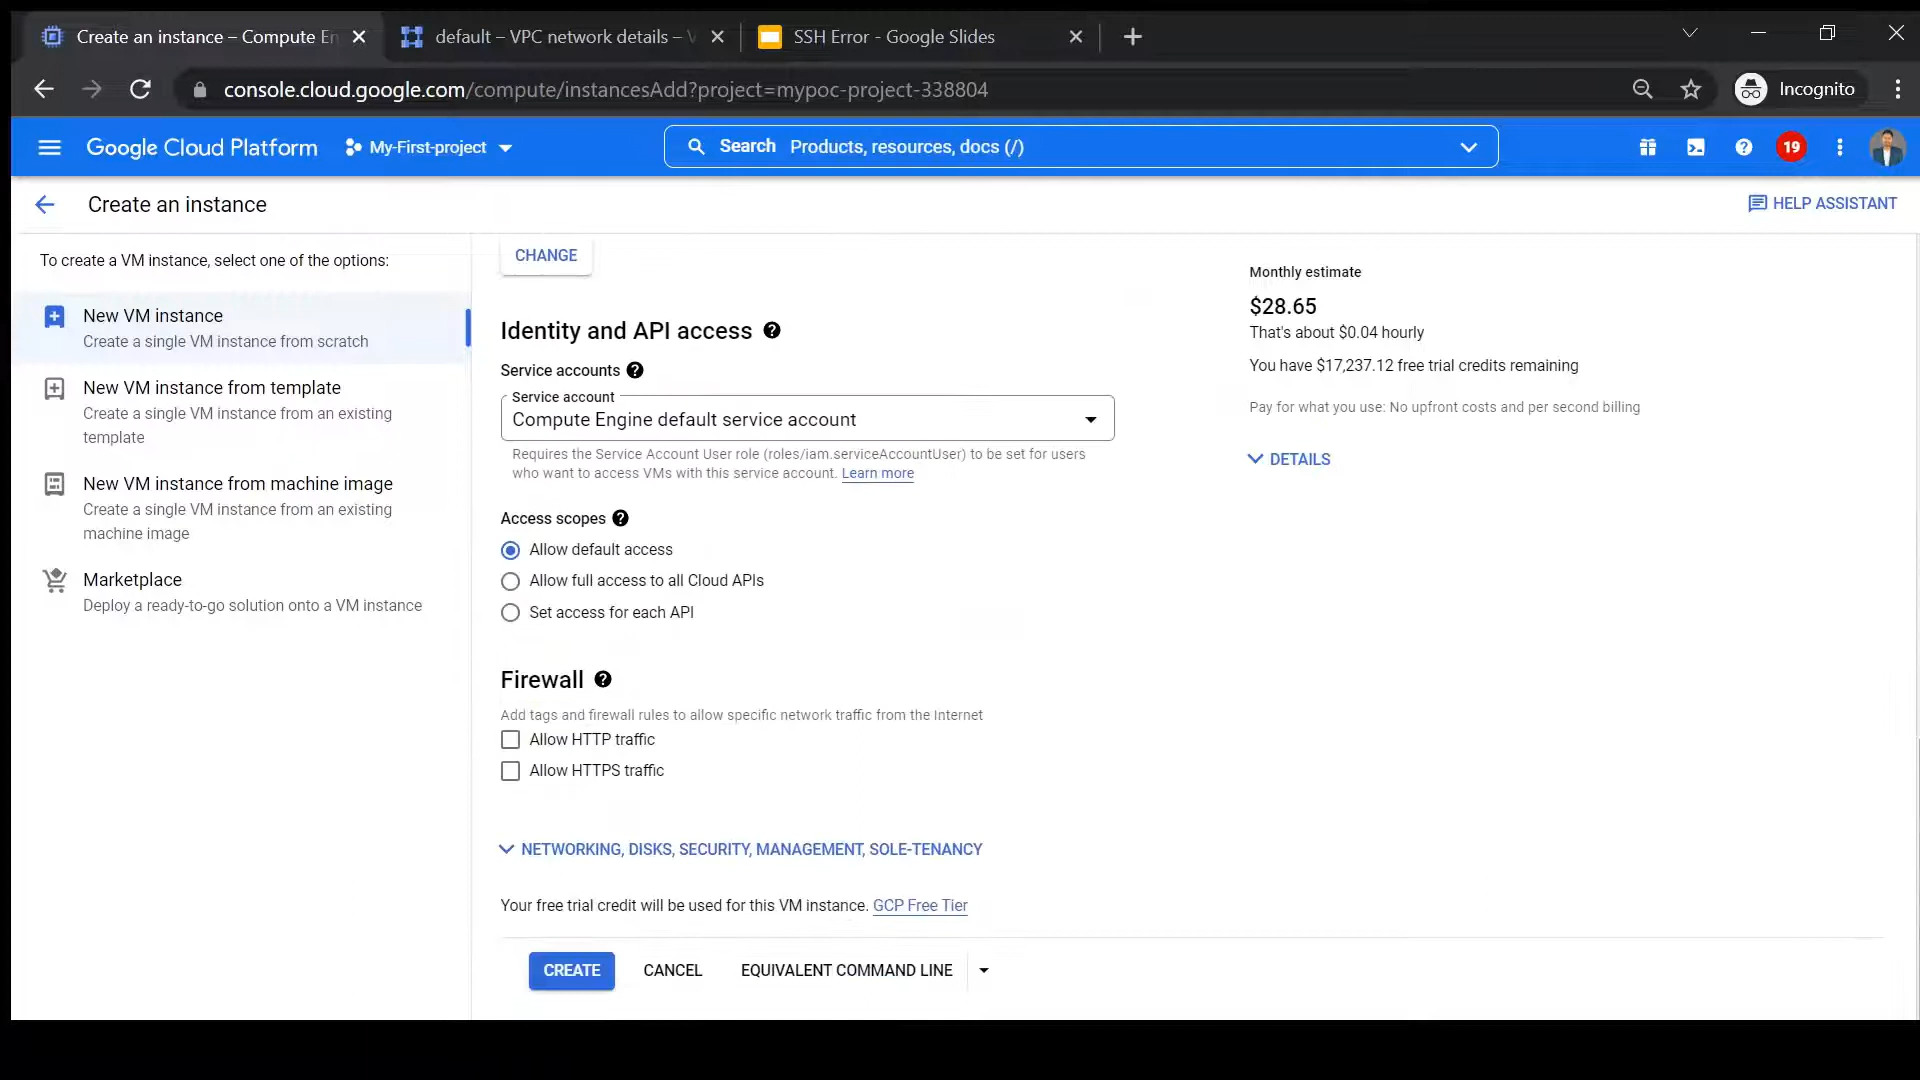 Create an instance – Compute En
default – VPC network details – V
SSH Error - Google Slides
console.cloud.google.com/compute/instancesAdd?project=mypoc-project-338804
Incognito
Google Cloud Platform
My-First-project
Search Products, resources, docs (/)
19
Create an instance
HELP ASSISTANT
To create a VM instance, select one of the options:
New VM instance
Create a single VM instance from scratch
New VM instance from template
Create a single VM instance from an existing
template
New VM instance from machine image
Create a single VM instance from an existing
machine image
Marketplace
Deploy a ready-to-go solution onto a VM instance
CHANGE
Identity and API access
Service accounts
Service account
Compute Engine default service account
Requires the Service Account User role (roles/iam.serviceAccountUser) to be set for users
who want to access VMs with this service account. Learn more
Access scopes
Allow default access
Allow full access to all Cloud APIs
Set access for each API
Firewall
Add tags and firewall rules to allow specific network traffic from the Internet
Allow HTTP traffic
Allow HTTPS traffic
NETWORKING, DISKS, SECURITY, MANAGEMENT, SOLE-TENANCY
Your free trial credit will be used for this VM instance. GCP Free Tier
CREATE
CANCEL
EQUIVALENT COMMAND LINE
Monthly estimate
$28.65
That's about $0.04 hourly
You have $17,237.12 free trial credits remaining
Pay for what you use: No upfront costs and per second billing
DETAILS